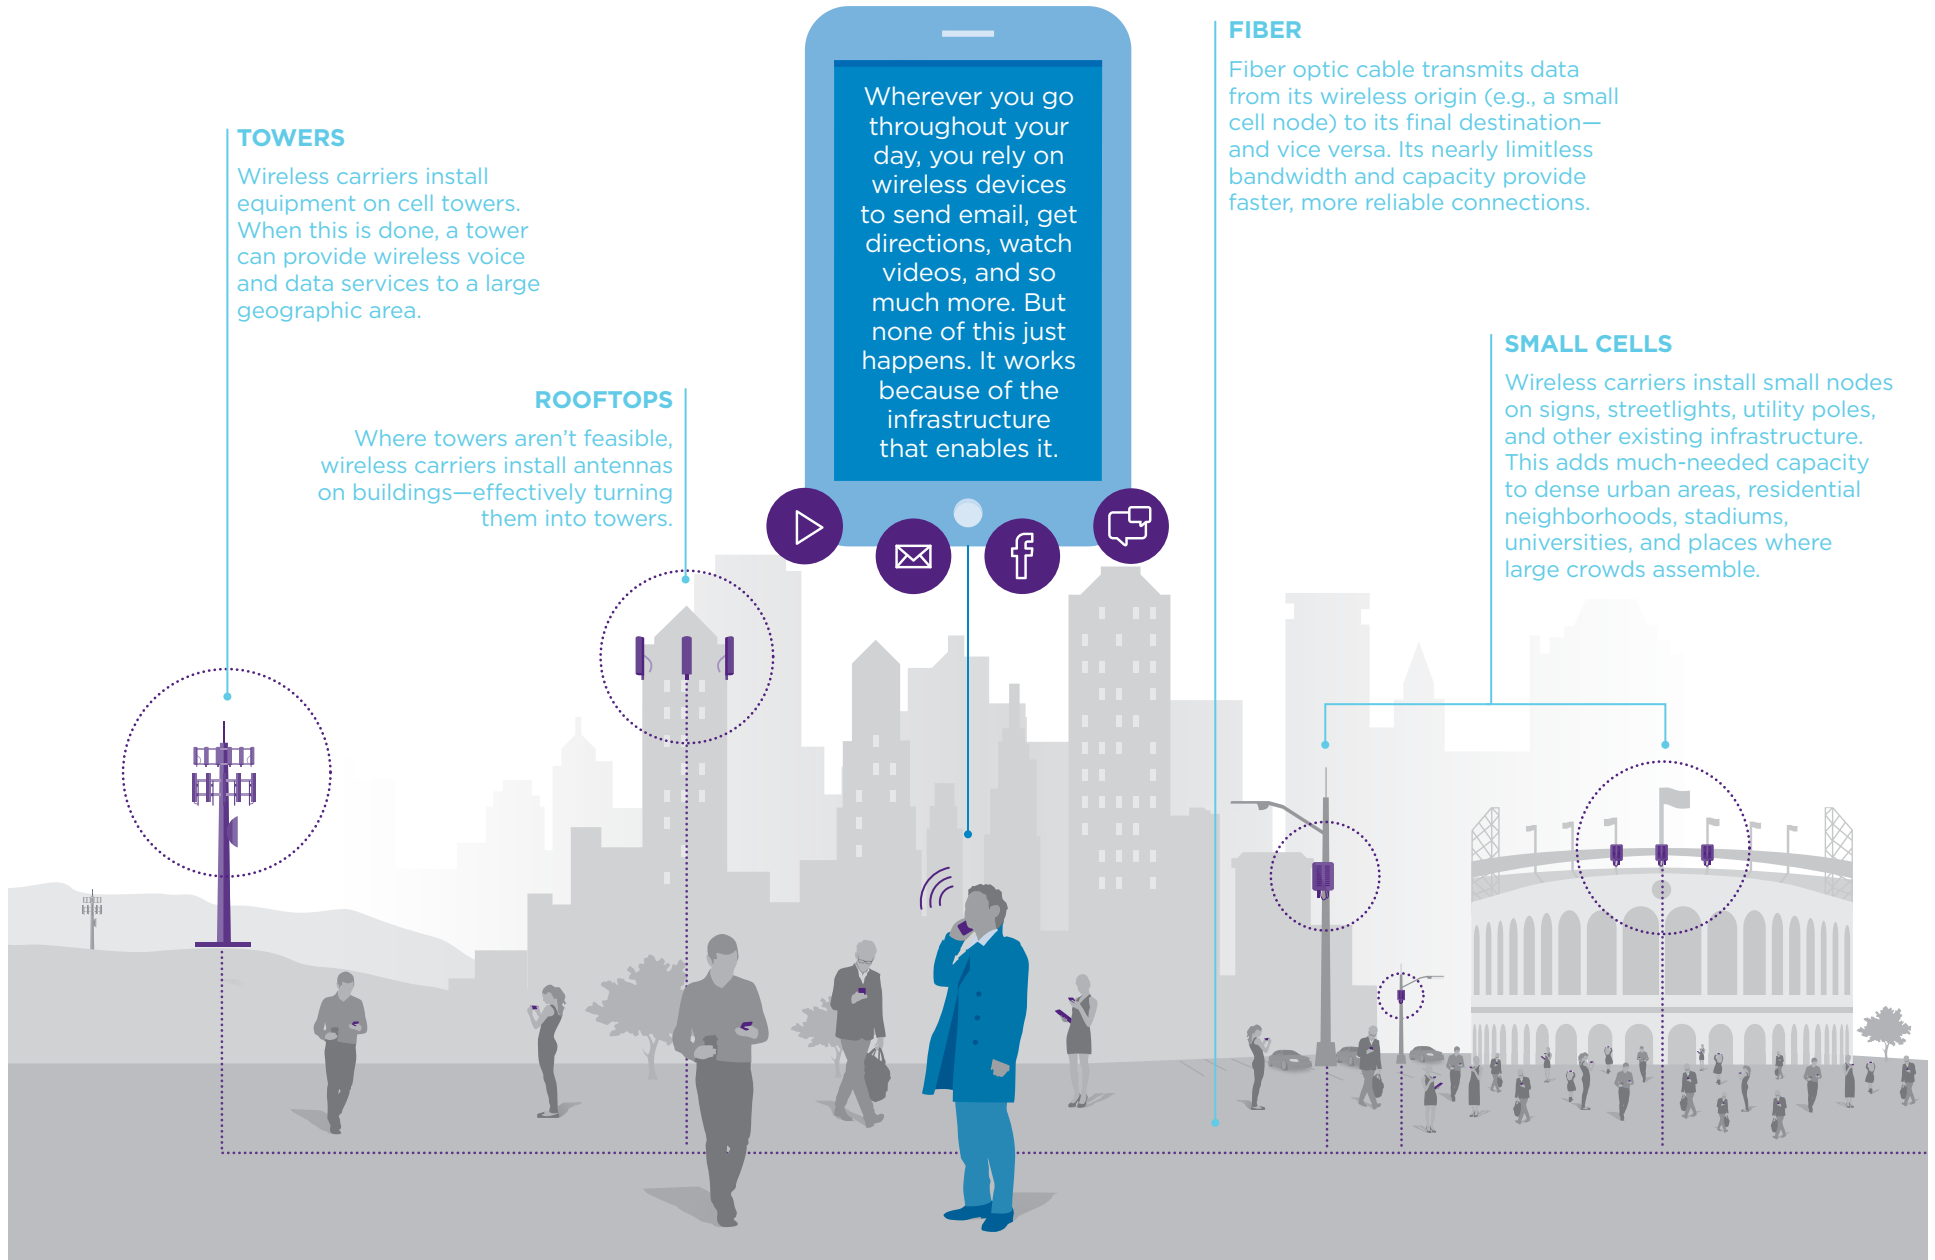 TOWERS
Wireless carriers install
equipment on cell towers.
When this is done, a tower
can provide wireless voice
and data services to a large
geographic area.
ROOFTOPS
Where towers aren’t feasible,
wireless carriers install antennas
on buildings—effectively turning
them into towers.
Wherever you go
throughout your
day, you rely on
wireless devices
to send email, get
directions, watch
videos, and so
much more. But
none of this just
happens. It works
because of the
infrastructure
that enables it.
f
FIBER
Fiber optic cable transmits data
from its wireless origin (e.g., a small
cell node) to its final destination—
and vice versa. Its nearly limitless
bandwidth and capacity provide
faster, more reliable connections.
SMALL CELLS
Wireless carriers install small nodes
on signs, streetlights, utility poles,
and other existing infrastructure.
This adds much-needed capacity
to dense urban areas, residential
neighborhoods, stadiums,
universities, and places where
large crowds assemble.